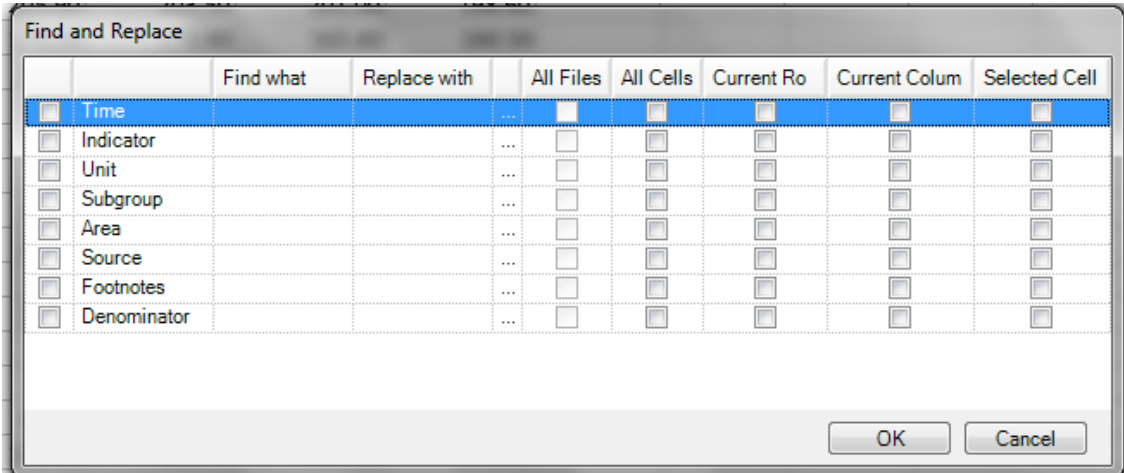 Find and Replace
Find what Replace with All Files All Cells Current Ro Current Colum Selected Cell
Time ...
Indicator ...
Unit ...
Subgroup ...
Area ...
Source ...
Footnotes ...
Denominator ...
OK Cancel